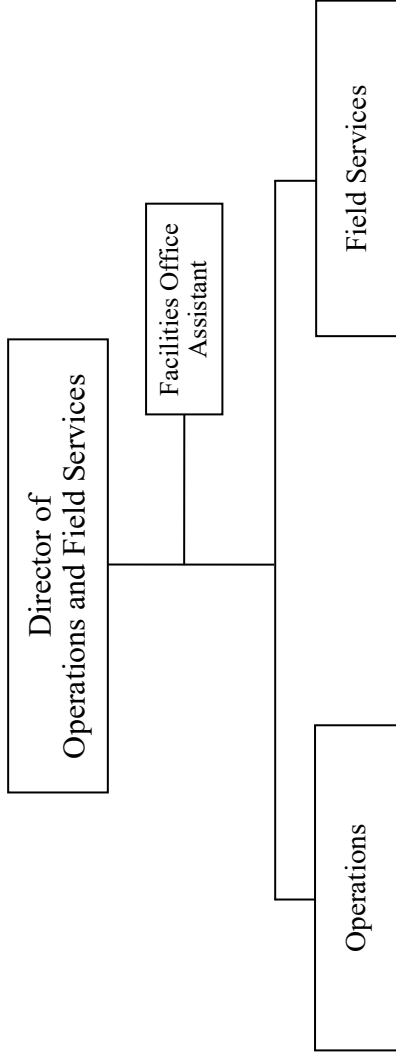 Director of
Operations and Field Services
Facilities Office
Assistant
Operations
Field Services